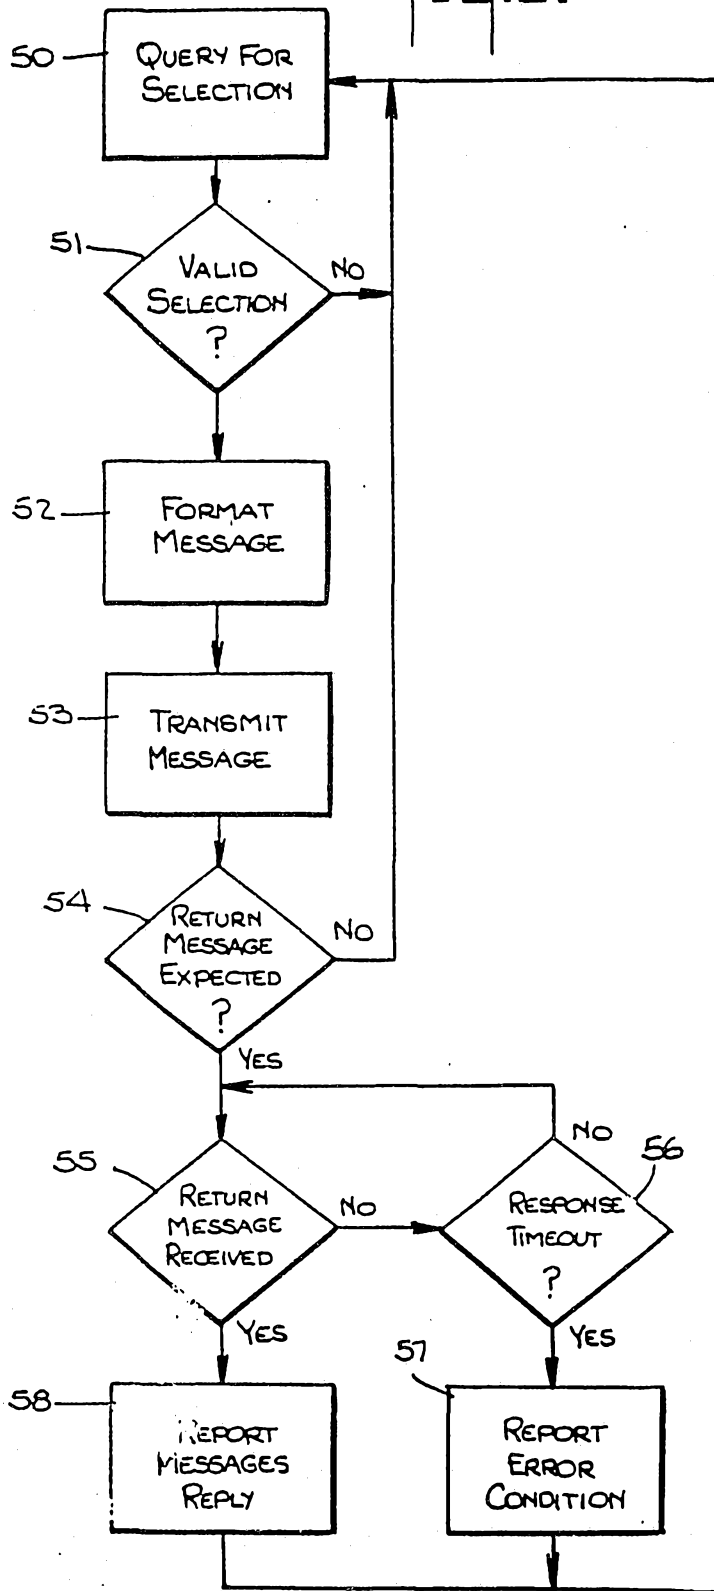 50
QUERY FOR
SELECTION
51
VALID
SELECTION
?
NO
52
FORMAT
MESSAGE
53
TRANSMIT
MESSAGE
54
RETURN
MESSAGE
EXPECTED
?
NO
YES
55
RETURN
MESSAGE
RECEIVED
NO
YES
56
RESPONSE
TIMEOUT
?
NO
YES
57
REPORT
ERROR
CONDITION
58
REPORT
MESSAGES
REPLY